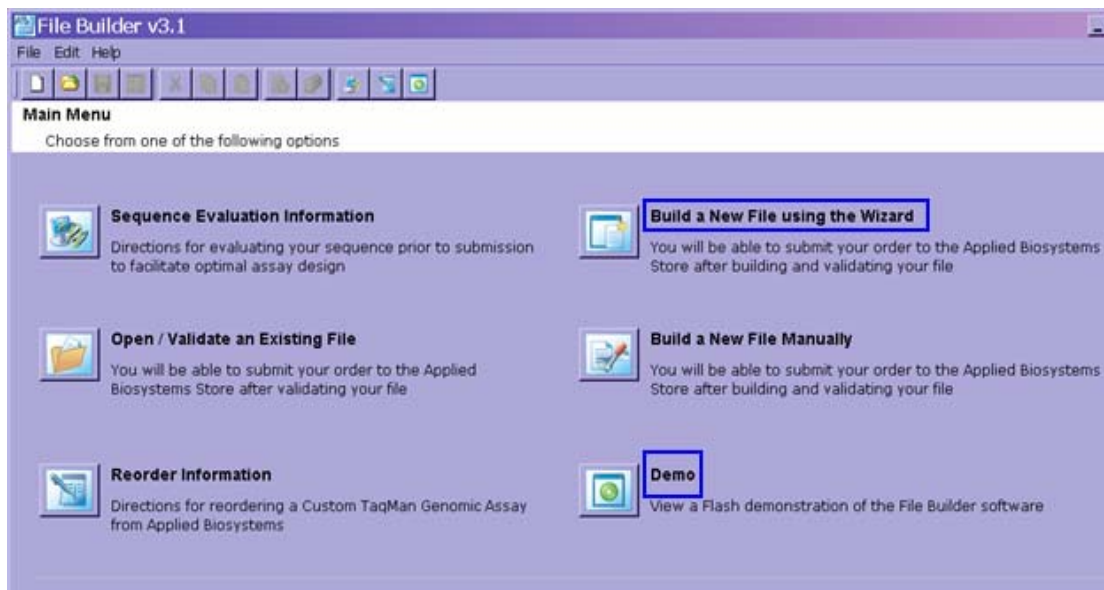 File Builder v3.1
File Edit Help
Main Menu
Choose from one of the following options
Sequence Evaluation Information
Directions for evaluating your sequence prior to submission
to facilitate optimal assay design
Build a New File using the Wizard
You will be able to submit your order to the Applied Biosystems
Store after building and validating your file
Open / Validate an Existing File
You will be able to submit your order to the Applied
Biosystems Store after validating your file
Build a New File Manually
You will be able to submit your order to the Applied Biosystems
Store after building and validating your file
Reorder Information
Directions for reordering a Custom TaqMan Genomic Assay
from Applied Biosystems
Demo
View a Flash demonstration of the File Builder software